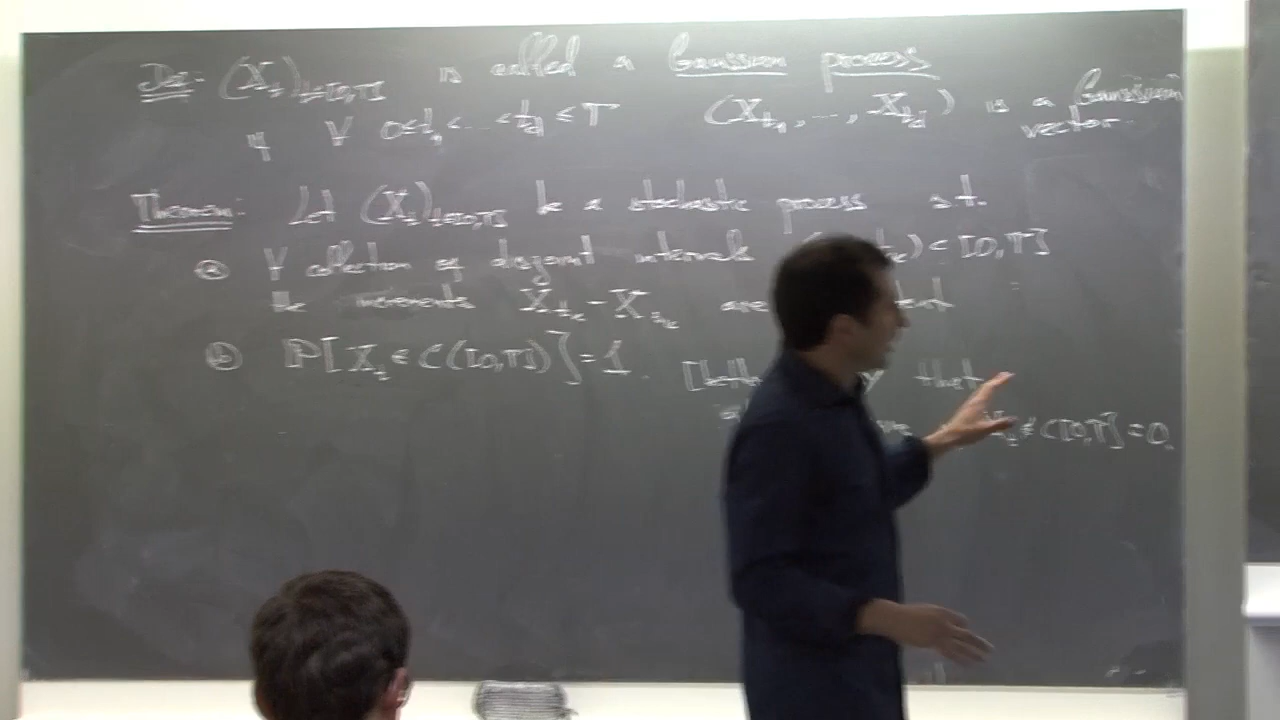 Def: (X_t)_{t∈[0,T]} is called a Gaussian process
if ∀ 0≤t_1<...<t_d≤T (X_{t_1},...,X_{t_d}) is a Gaussian vector.
Theorem: Let (X_t)_{t∈[0,T]} be a stochastic process s.t.
ⓐ ∀ collection of disjoint intervals ) ⊂ [0,T]
the increments X_{t_k} - X_{s_k} are
ⓑ P[X_t ∈ C([0,T])] = 1. that
∉ C[0,T] = 0.